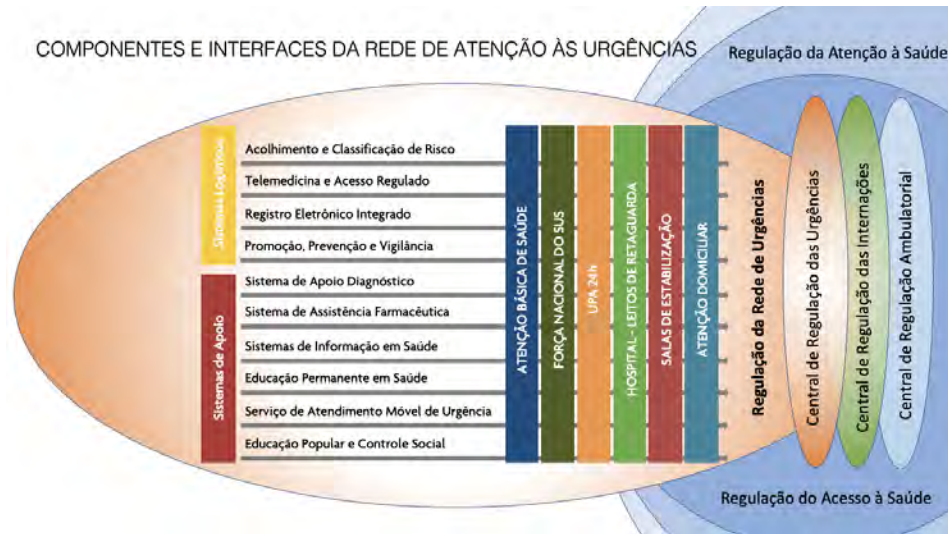 COMPONENTES E INTERFACES DA REDE DE ATENÇÃO ÀS URGÊNCIAS
Regulação da Atenção à Saúde
Sistemas Logísticos
Acolhimento e Classificação de Risco
Telemedicina e Acesso Regulado
Registro Eletrônico Integrado
Promoção, Prevenção e Vigilância
Sistemas de Apoio
Sistema de Apoio Diagnóstico
Sistema de Assistência Farmacêutica
Sistemas de Informação em Saúde
Educação Permanente em Saúde
Serviço de Atendimento Móvel de Urgência
Educação Popular e Controle Social
ATENÇÃO BÁSICA DE SAÚDE
FORÇA NACIONAL DO SUS
UPA 24h
HOSPITAL - LEITOS DE RETAGUARDA
SALAS DE ESTABILIZAÇÃO
ATENÇÃO DOMICILIAR
Regulação da Rede de Urgências
Central de Regulação das Urgências
Central de Regulação das Internações
Central de Regulação Ambulatorial
Regulação do Acesso à Saúde